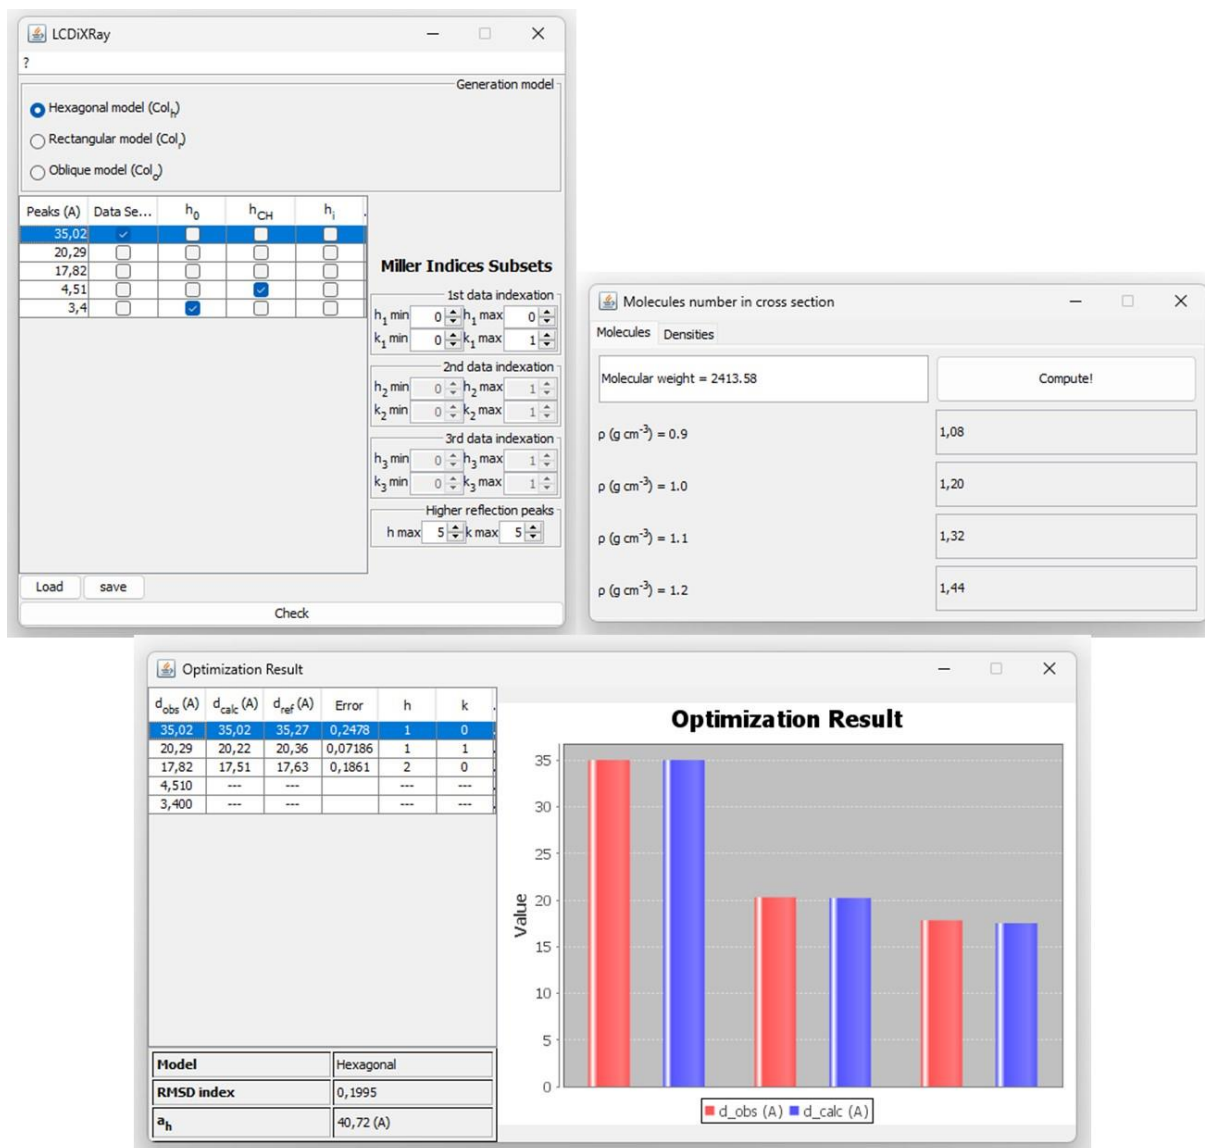 LCDiXRay
?
Generation model
Hexagonal model (Colh)
Rectangular model (Colr)
Oblique model (Colo)
Peaks (A) Data Se... h0 hCH hi .
35,02
20,29
17,82
4,51
3,4
Miller Indices Subsets
1st data indexation
h1 min 0 h1 max 0
k1 min 0 k1 max 1
2nd data indexation
h2 min 0 h2 max 1
k2 min 0 k2 max 1
3rd data indexation
h3 min 0 h3 max 1
k3 min 0 k3 max 1
Higher reflection peaks
h max 5 k max 5
Load save
Check
Molecules number in cross section
Molecules Densities
Molecular weight = 2413.58 Compute!
ρ (g cm-3) = 0.9 1,08
ρ (g cm-3) = 1.0 1,20
ρ (g cm-3) = 1.1 1,32
ρ (g cm-3) = 1.2 1,44
Optimization Result
dobs (A) dcalc (A) dref (A) Error h k .
35,02 35,02 35,27 0,2478 1 0
20,29 20,22 20,36 0,07186 1 1
17,82 17,51 17,63 0,1861 2 0
4,510 --- --- --- ---
3,400 --- --- --- ---
Model Hexagonal
RMSD index 0,1995
ah 40,72 (A)
Optimization Result
Value
35
30
25
20
15
10
5
0
d_obs (A) d_calc (A)